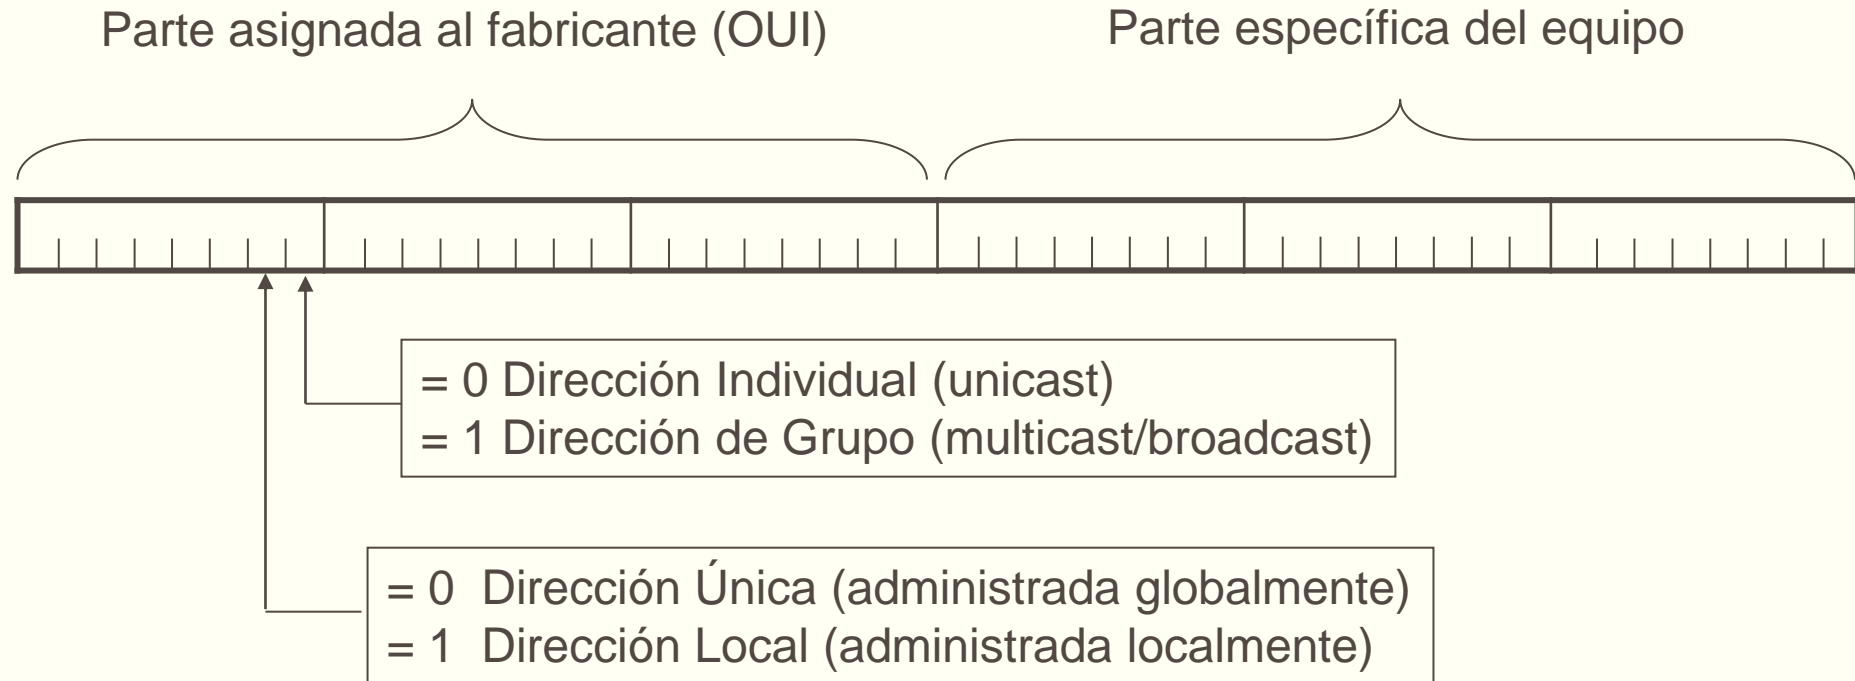 Parte asignada al fabricante (OUI)
Parte específica del equipo
= 0 Dirección Individual (unicast)
= 1 Dirección de Grupo (multicast/broadcast)
= 0 Dirección Única (administrada globalmente)
= 1 Dirección Local (administrada localmente)